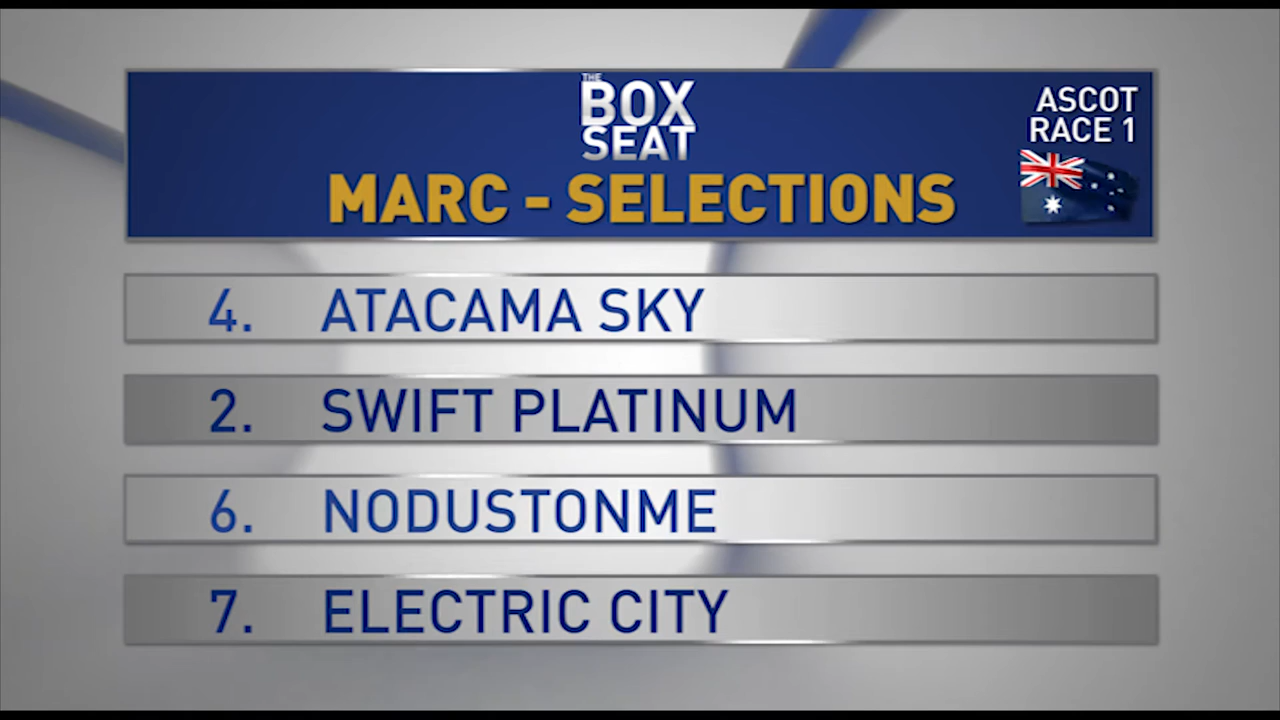 THE
BOX
SEAT
ASCOT
RACE 1
MARC - SELECTIONS
4. ATACAMA SKY
2. SWIFT PLATINUM
6. NODUSTONME
7. ELECTRIC CITY